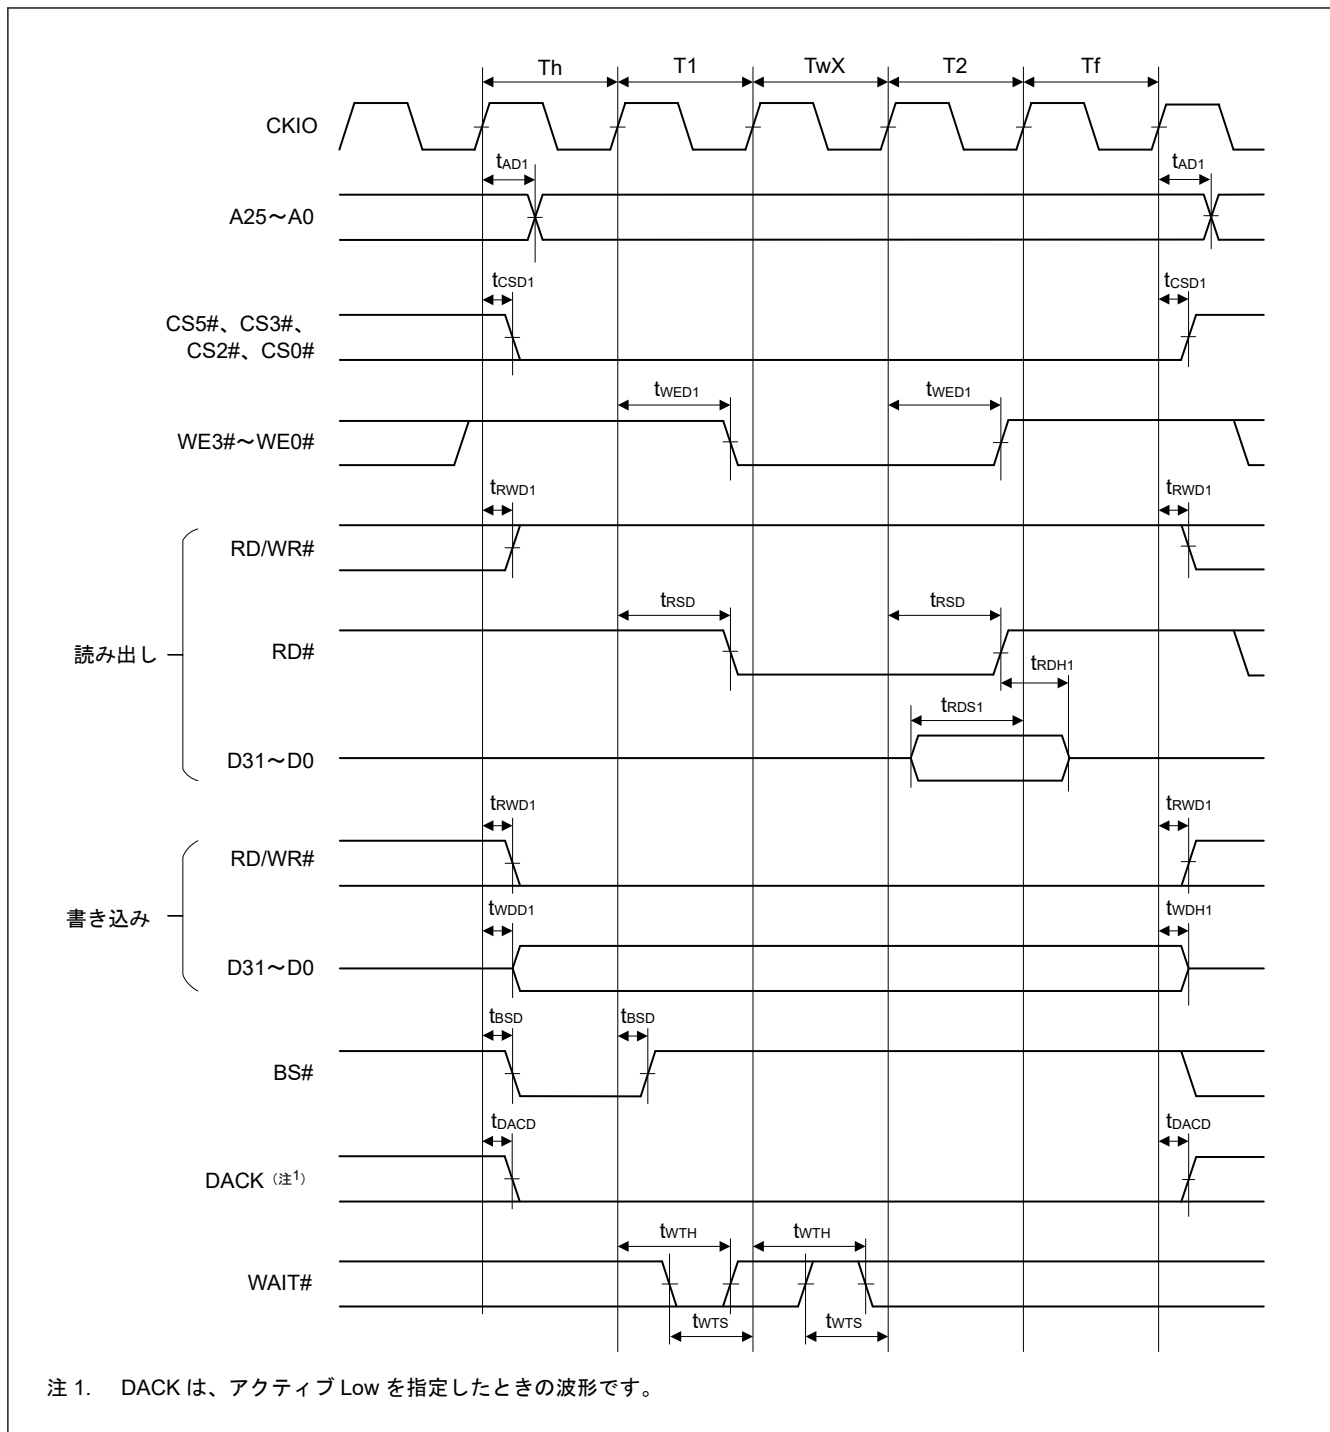 Th T1 TwX T2 Tf
CKIO
tAD1 tAD1
A25～A0
tCSD1 tCSD1
CS5#、CS3#、
CS2#、CS0#
tWED1 tWED1
WE3#～WE0#
tRWD1 tRWD1
RD/WR#
tRSD tRSD
読み出し
RD#
tRDH1
tRDS1
D31～D0
tRWD1 tRWD1
RD/WR#
書き込み
tWDD1 tWDH1
D31～D0
tBSD tBSD
BS#
tDACD tDACD
DACK（注1）
tWTH tWTH
WAIT#
tWTS tWTS
注 1. DACK は、アクティブ Low を指定したときの波形です。